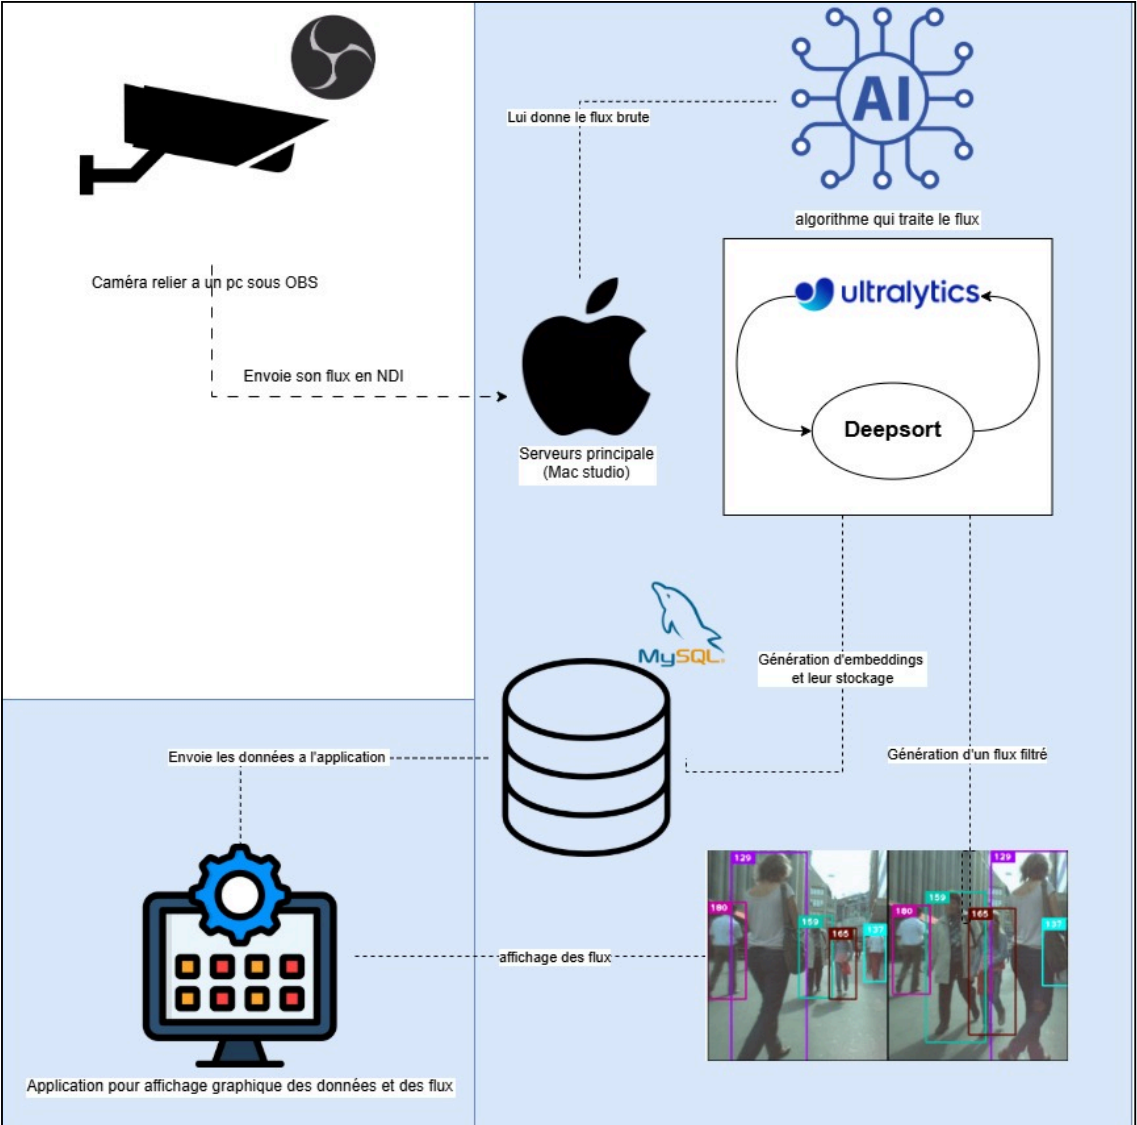 AI
Lui donne le flux brute
algorithme qui traite le flux
Caméra relier a un pc sous OBS
ultralytics
Envoie son flux en NDI
Deepsort
Serveurs principale
(Mac studio)
MySQL
Génération d'embeddings
et leur stockage
Envoie les données a l'application
Génération d'un flux filtré
129
180
159
165
137
129
159
180
165
137
affichage des flux
Application pour affichage graphique des données et des flux